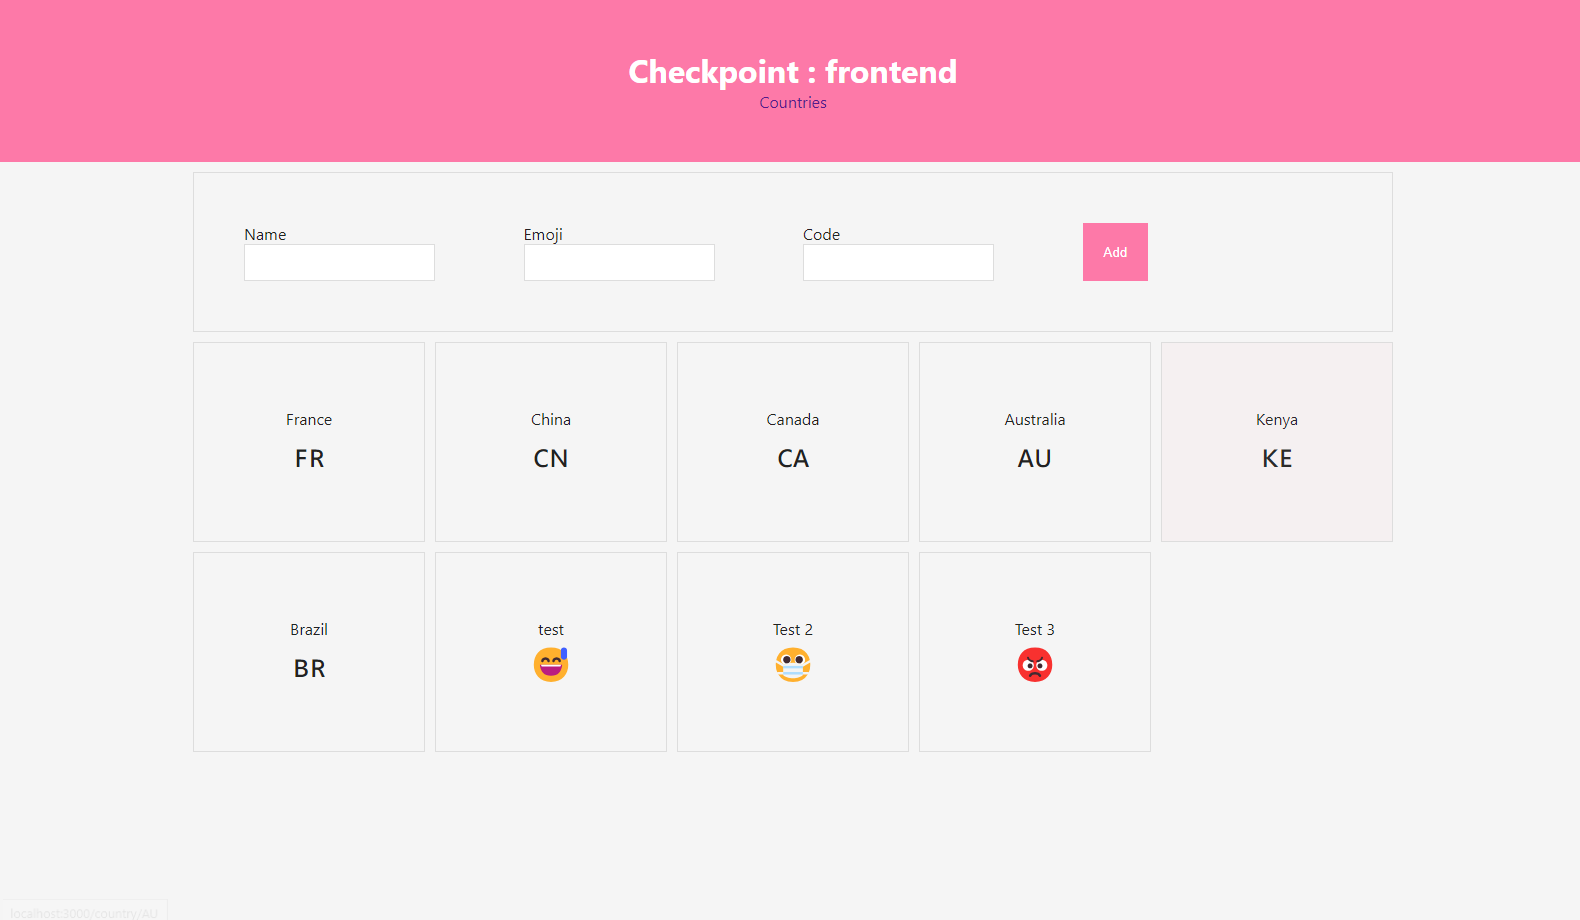 Checkpoint : frontend
Countries
Name Emoji Code
Add
France China Canada Australia Kenya
FR CN CA AU KE
Brazil test Test 2 Test 3
BR
localhost:3000/country/AU